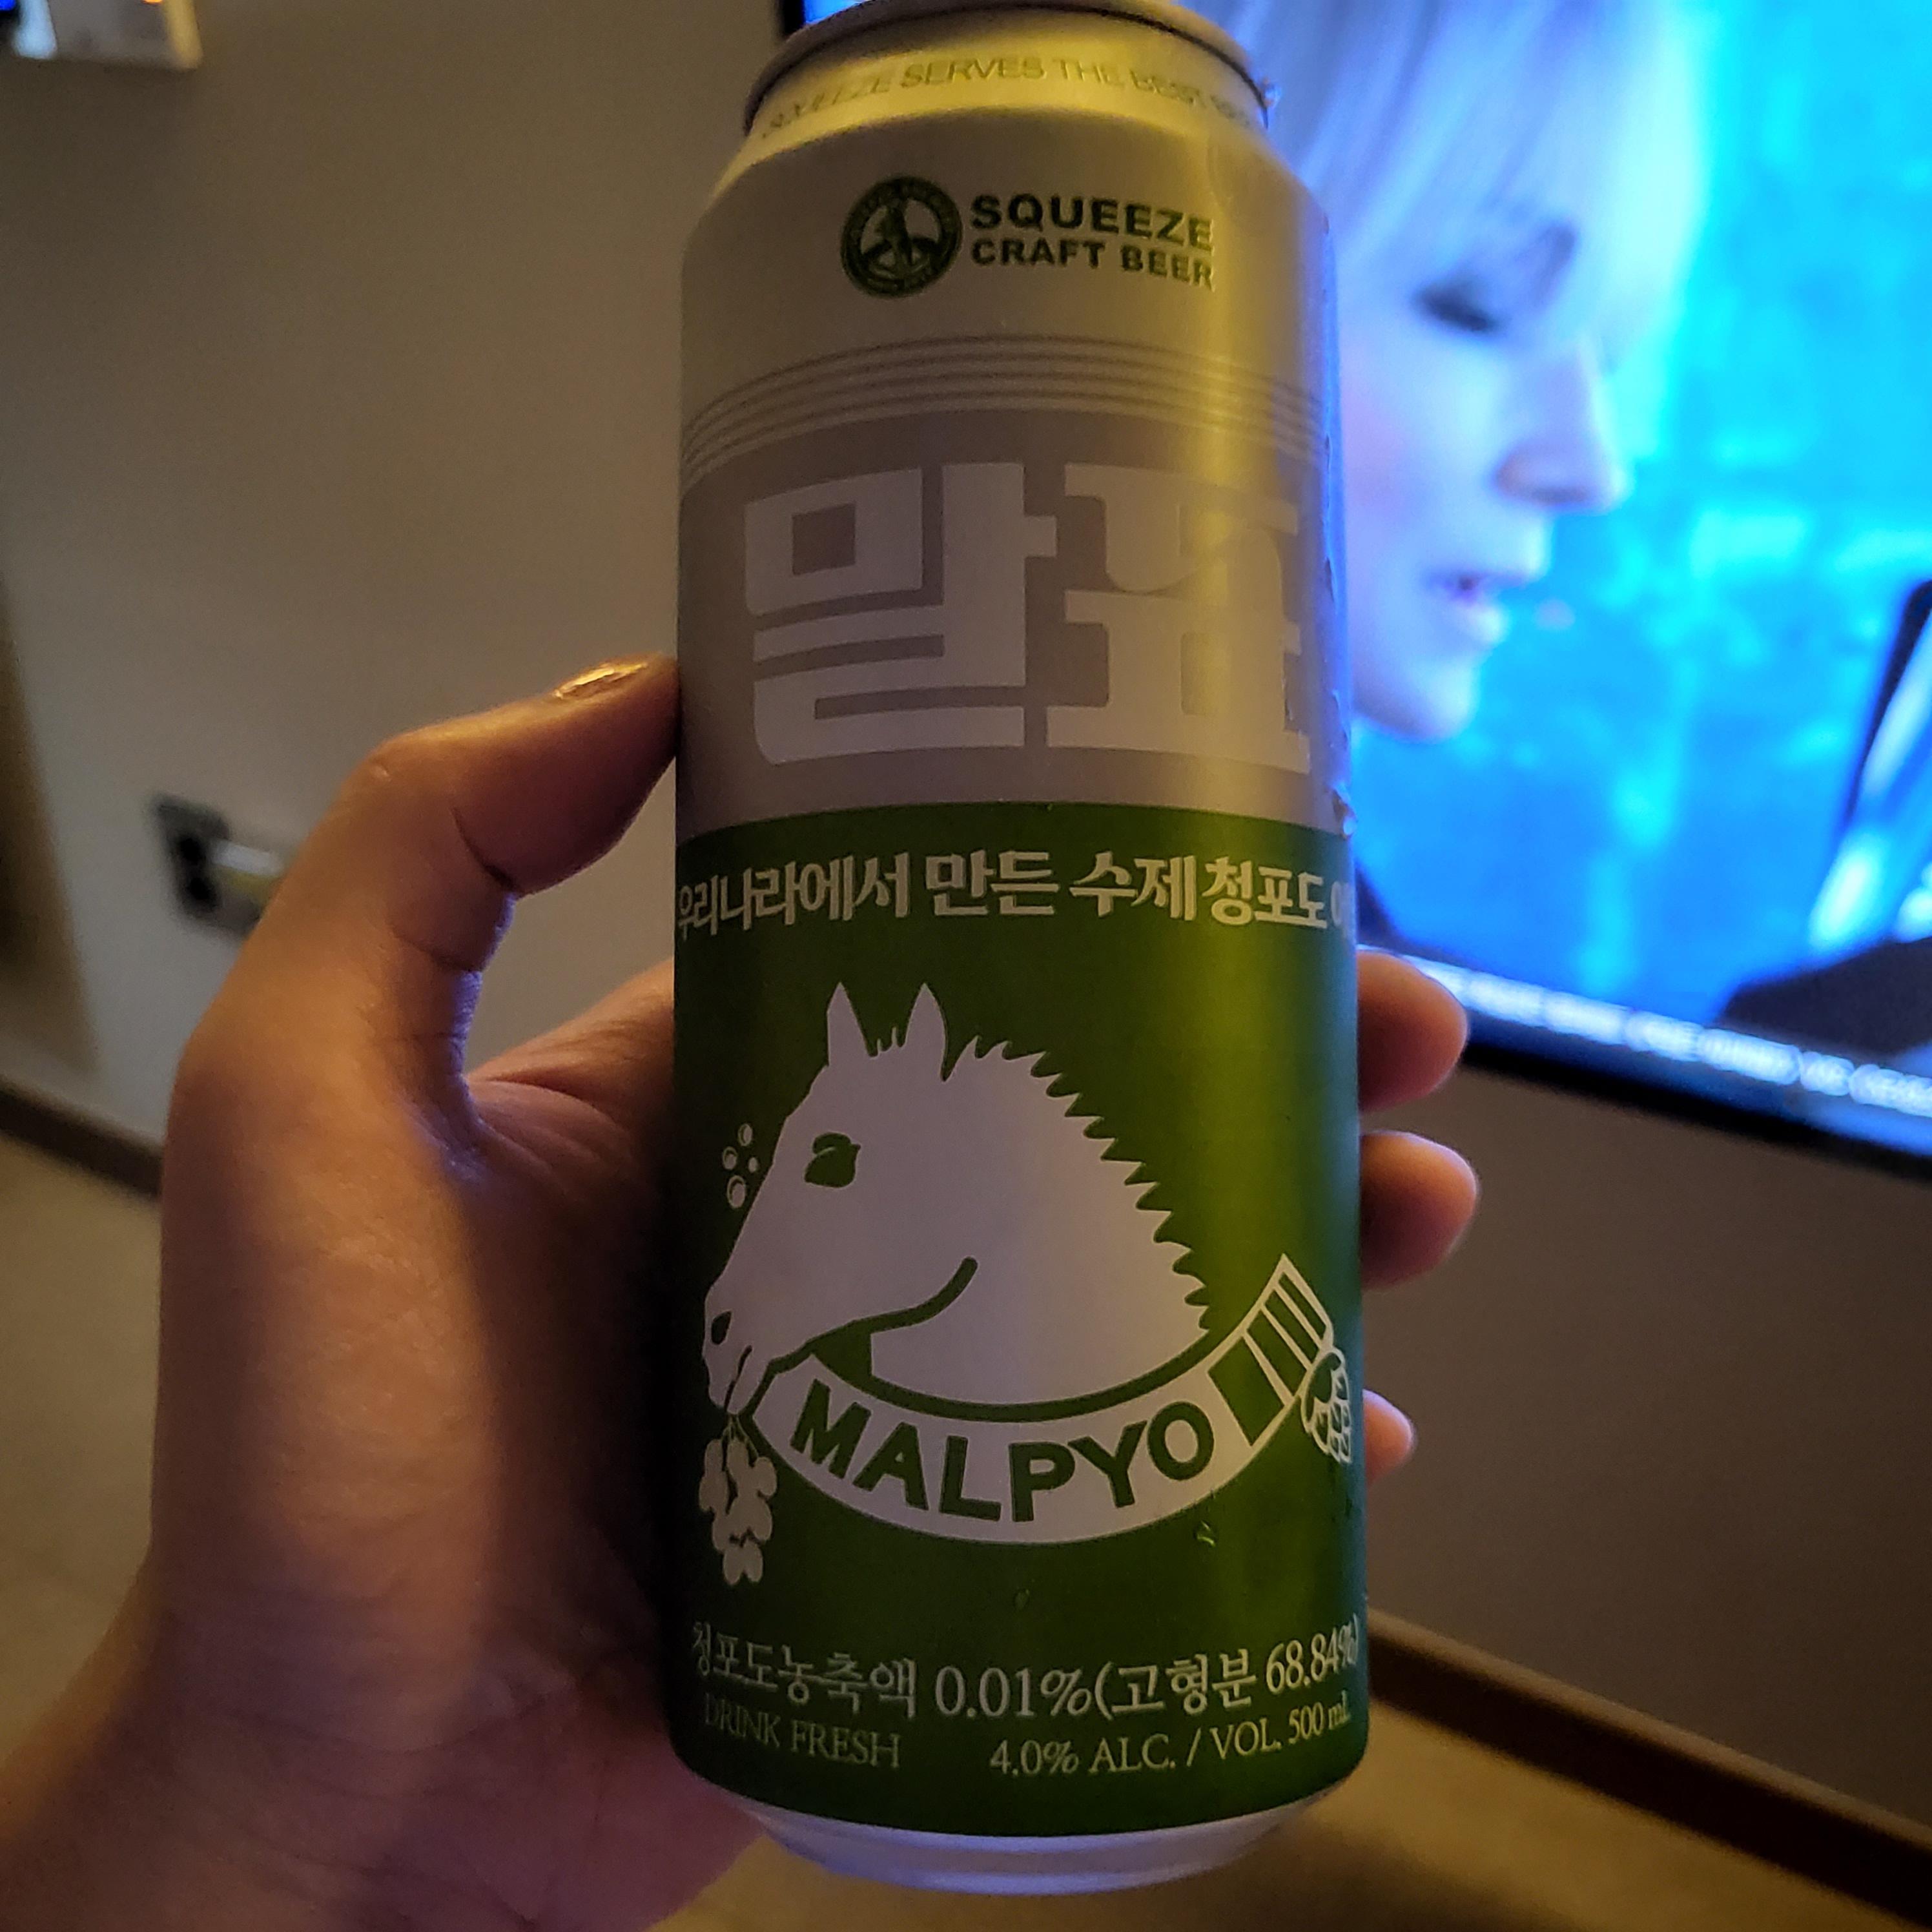 SQUEEZE SERVES THE BEST
SQUEEZE
CRAFT BEER
말표
우리나라에서 만든 수제 청포도
MALPYO
청포도농축액 0.01%(고형분 68.84%)
DRINK FRESH
4.0% ALC. / VOL. 500 mL